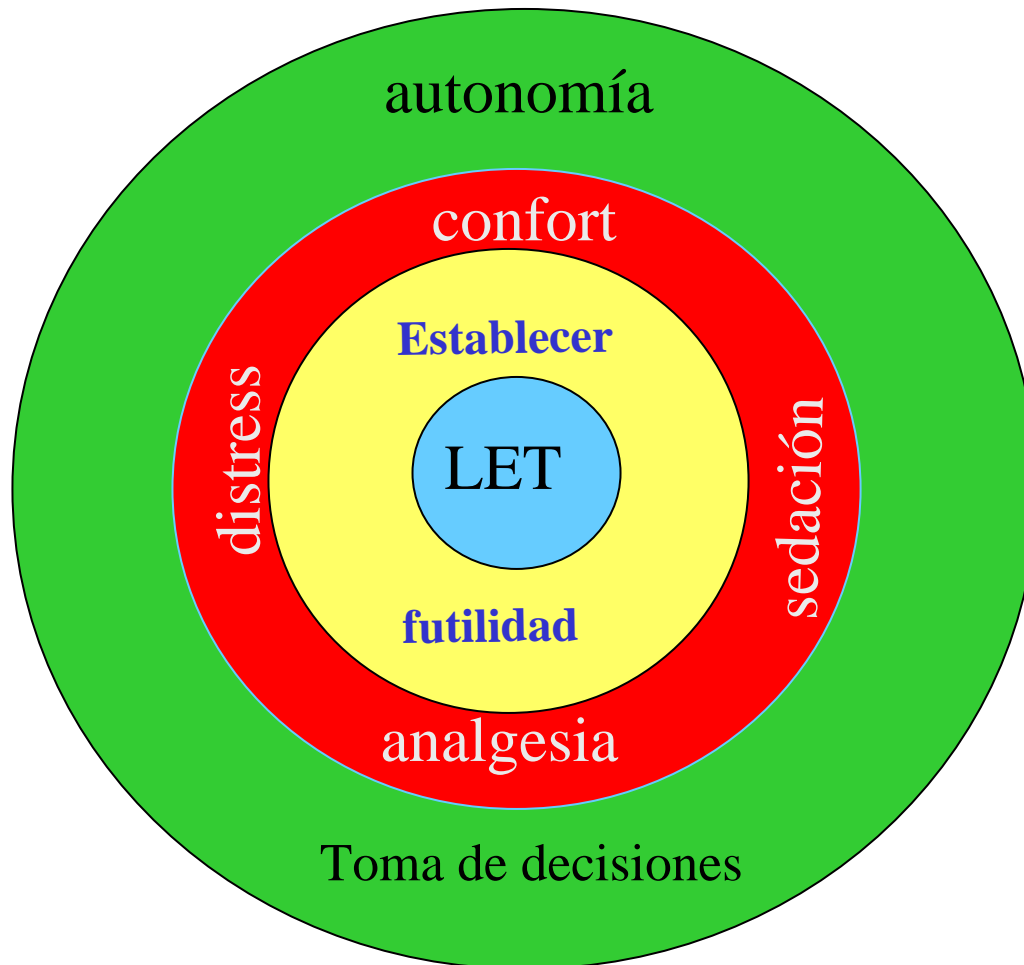 autonomía
confort
Establecer
distress
LET
sedación
futilidad
analgesia
Toma de decisiones